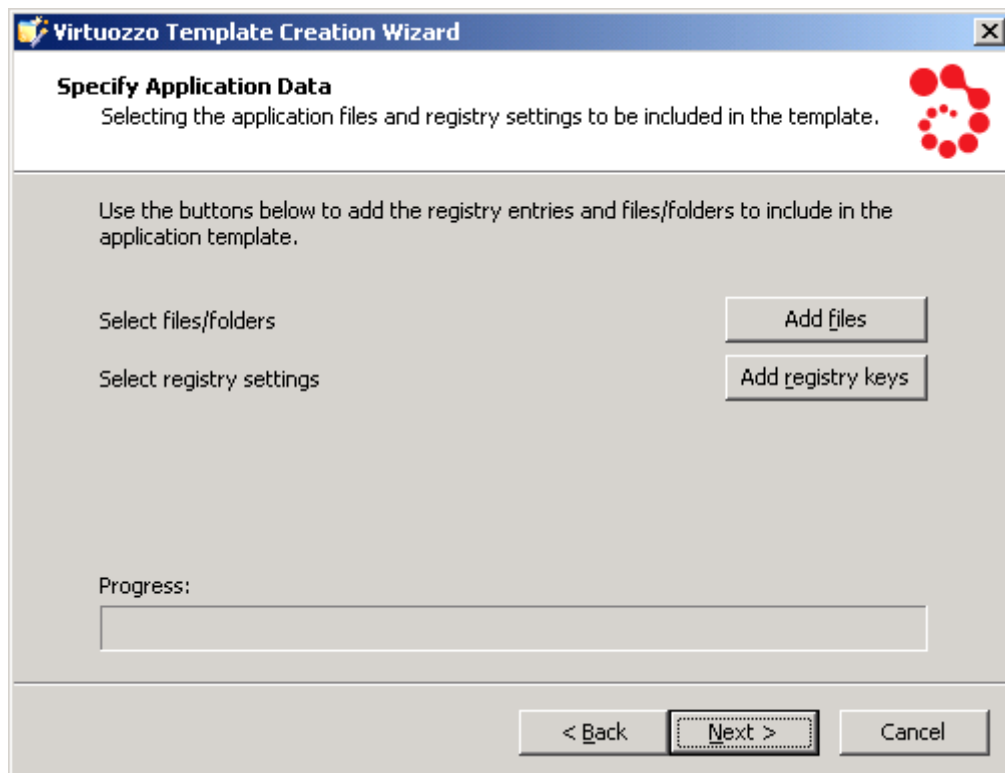 Virtuozzo Template Creation Wizard
Specify Application Data
Selecting the application files and registry settings to be included in the template.
Use the buttons below to add the registry entries and files/folders to include in the
application template.
Select files/folders
Add files
Select registry settings
Add registry keys
Progress:
< Back
Next >
Cancel